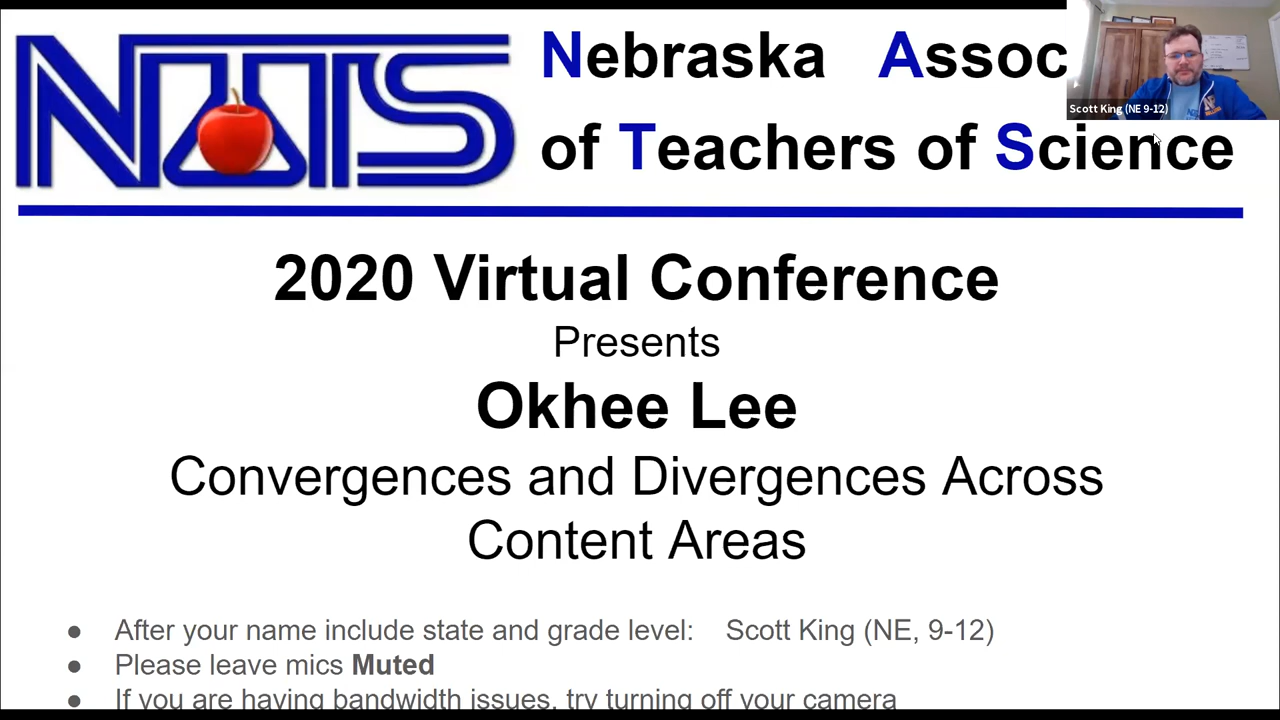 NATS
Nebraska Assoc
of Teachers of Science
Scott King (NE 9-12)
2020 Virtual Conference
Presents
Okhee Lee
Convergences and Divergences Across
Content Areas
● After your name include state and grade level: Scott King (NE, 9-12)
● Please leave mics Muted
● If you are having bandwidth issues, try turning off your camera